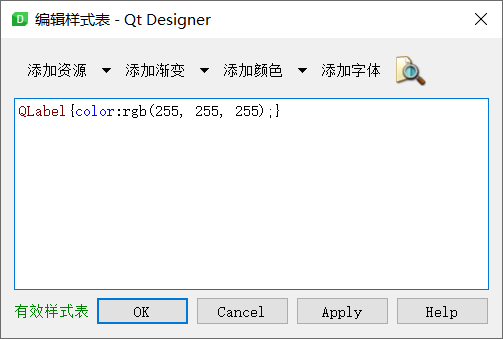 编辑样式表 - Qt Designer
添加资源 添加渐变 添加颜色 添加字体
QLabel{color:rgb(255, 255, 255);}
有效样式表 OK Cancel Apply Help